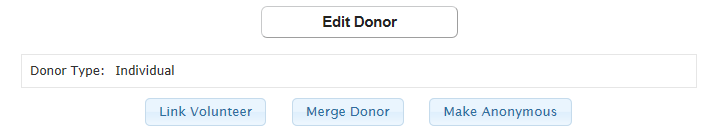 Edit Donor
Donor Type: Individual
Link Volunteer Merge Donor Make Anonymous